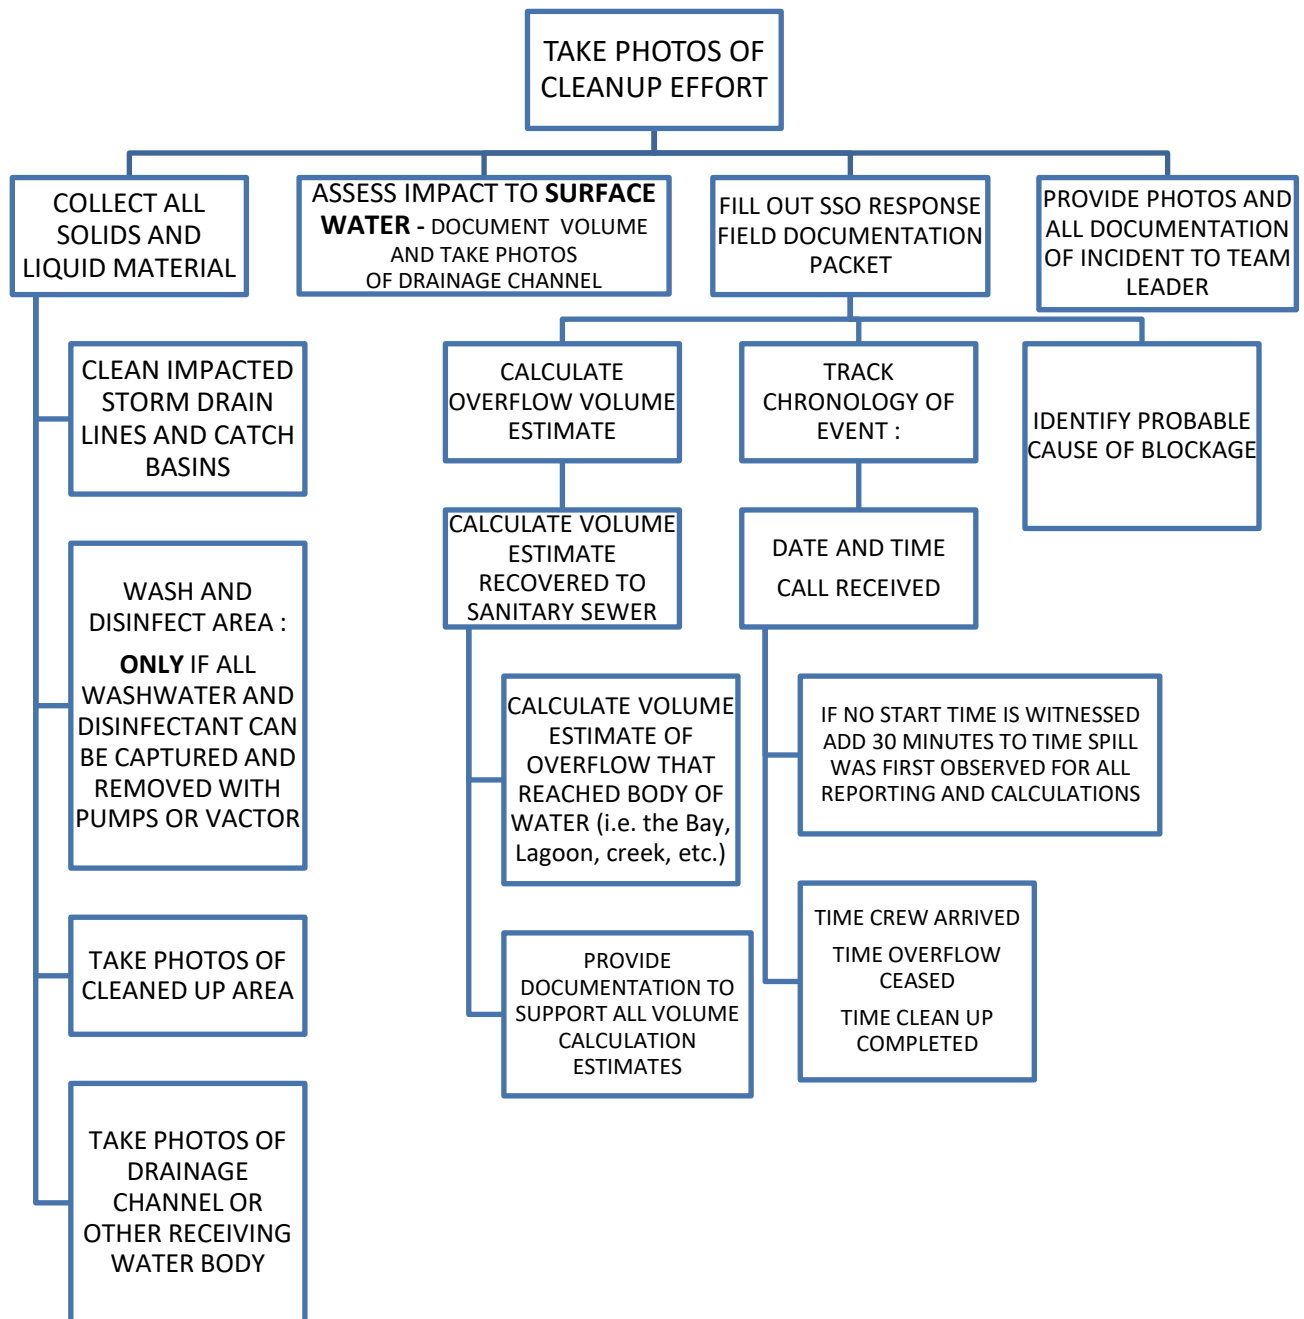 TAKE PHOTOS OF
CLEANUP EFFORT
COLLECT ALL
SOLIDS AND
LIQUID MATERIAL
ASSESS IMPACT TO SURFACE
WATER - DOCUMENT VOLUME
AND TAKE PHOTOS
OF DRAINAGE CHANNEL
FILL OUT SSO RESPONSE
FIELD DOCUMENTATION
PACKET
PROVIDE PHOTOS AND
ALL DOCUMENTATION
OF INCIDENT TO TEAM
LEADER
CLEAN IMPACTED
STORM DRAIN
LINES AND CATCH
BASINS
WASH AND
DISINFECT AREA :
ONLY IF ALL
WASHWATER AND
DISINFECTANT CAN
BE CAPTURED AND
REMOVED WITH
PUMPS OR VACTOR
TAKE PHOTOS OF
CLEANED UP AREA
TAKE PHOTOS OF
DRAINAGE
CHANNEL OR
OTHER RECEIVING
WATER BODY
CALCULATE
OVERFLOW VOLUME
ESTIMATE
CALCULATE VOLUME
ESTIMATE
RECOVERED TO
SANITARY SEWER
CALCULATE VOLUME
ESTIMATE OF
OVERFLOW THAT
REACHED BODY OF
WATER (i.e. the Bay,
Lagoon, creek, etc.)
PROVIDE
DOCUMENTATION TO
SUPPORT ALL VOLUME
CALCULATION
ESTIMATES
TRACK
CHRONOLOGY OF
EVENT :
DATE AND TIME
CALL RECEIVED
IF NO START TIME IS WITNESSED
ADD 30 MINUTES TO TIME SPILL
WAS FIRST OBSERVED FOR ALL
REPORTING AND CALCULATIONS
TIME CREW ARRIVED
TIME OVERFLOW
CEASED
TIME CLEAN UP
COMPLETED
IDENTIFY PROBABLE
CAUSE OF BLOCKAGE